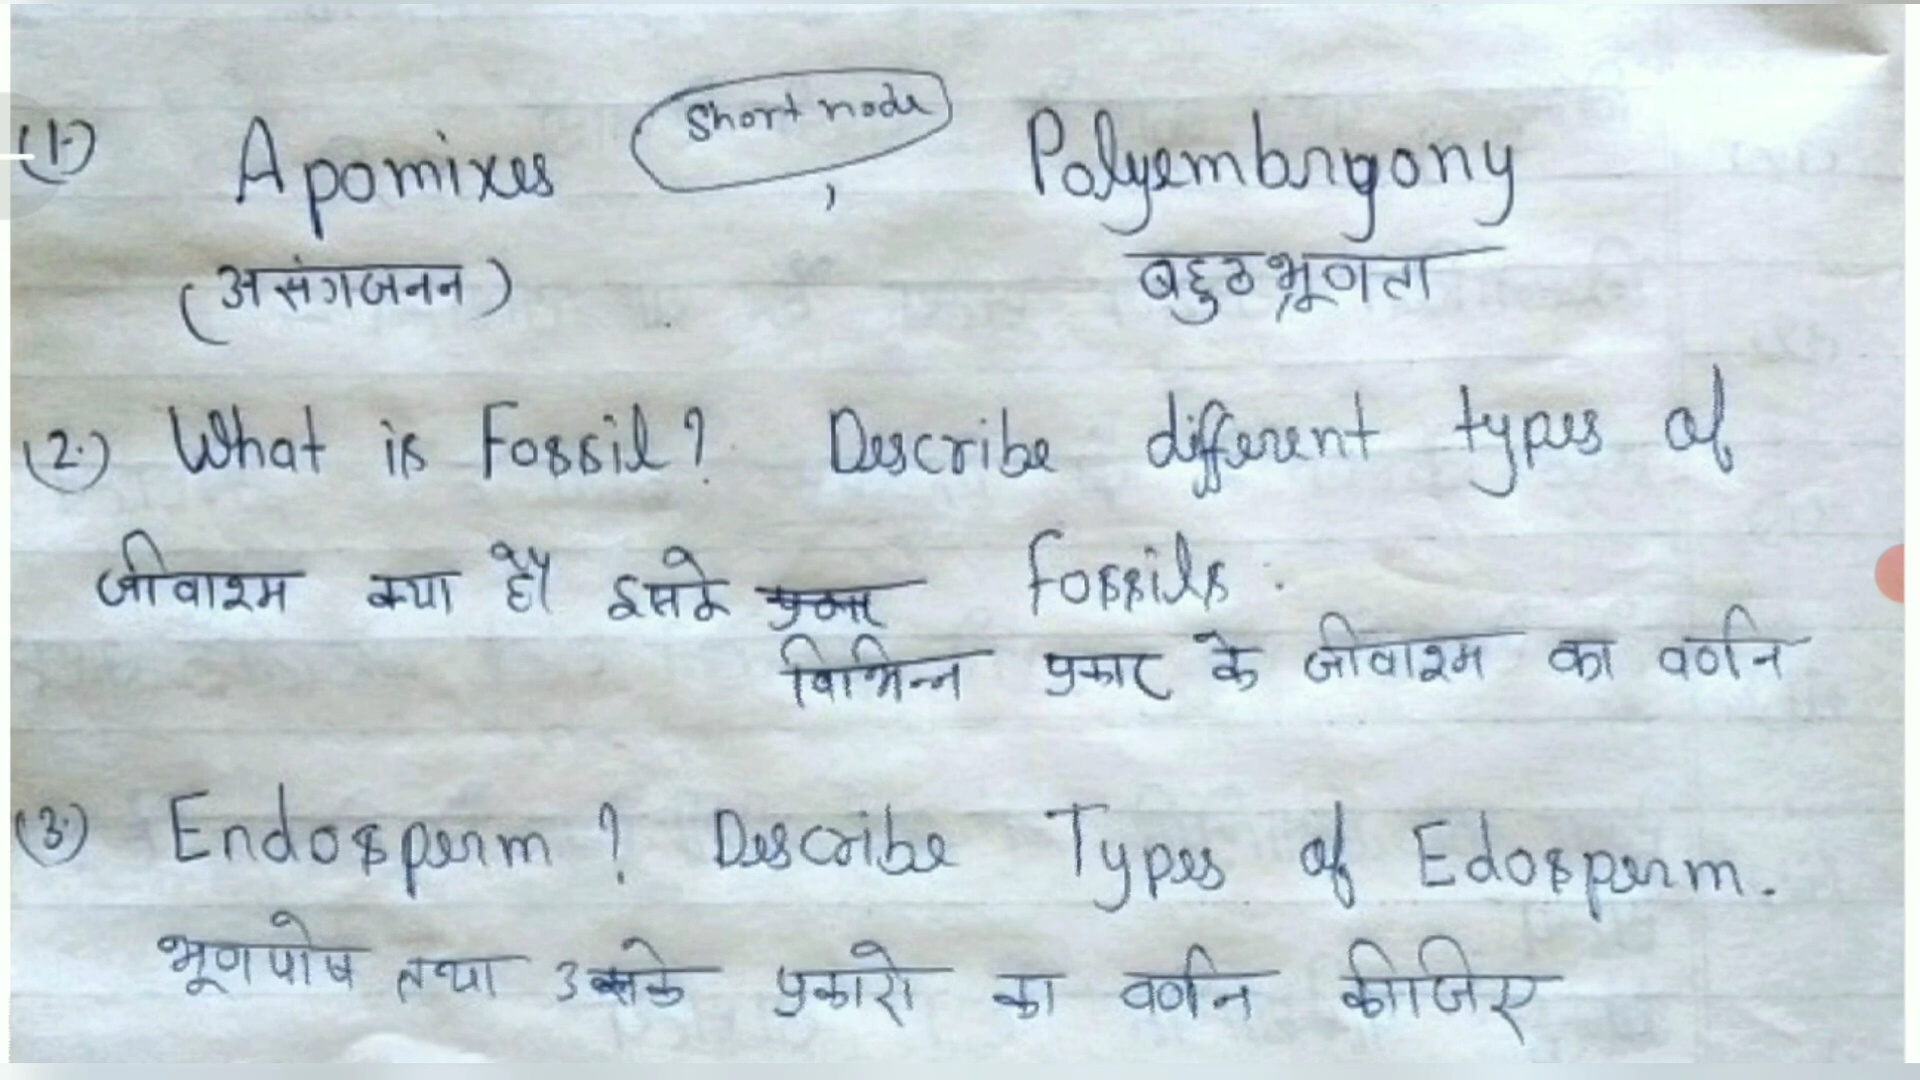 (1.) Apomixes Short node , Polyembryony
(असंगजनन) बहुभ्रूणता
(2.) What is Fossil? Describe different types of
जीवाश्म क्या है। इसके प्रकार Fossils.
विभिन्न प्रकार के जीवाश्म का वर्णन
(3.) Endosperm ? Describe Types of Edosperm.
भ्रूणपोष तथा उसके प्रकारो का वर्णन कीजिए